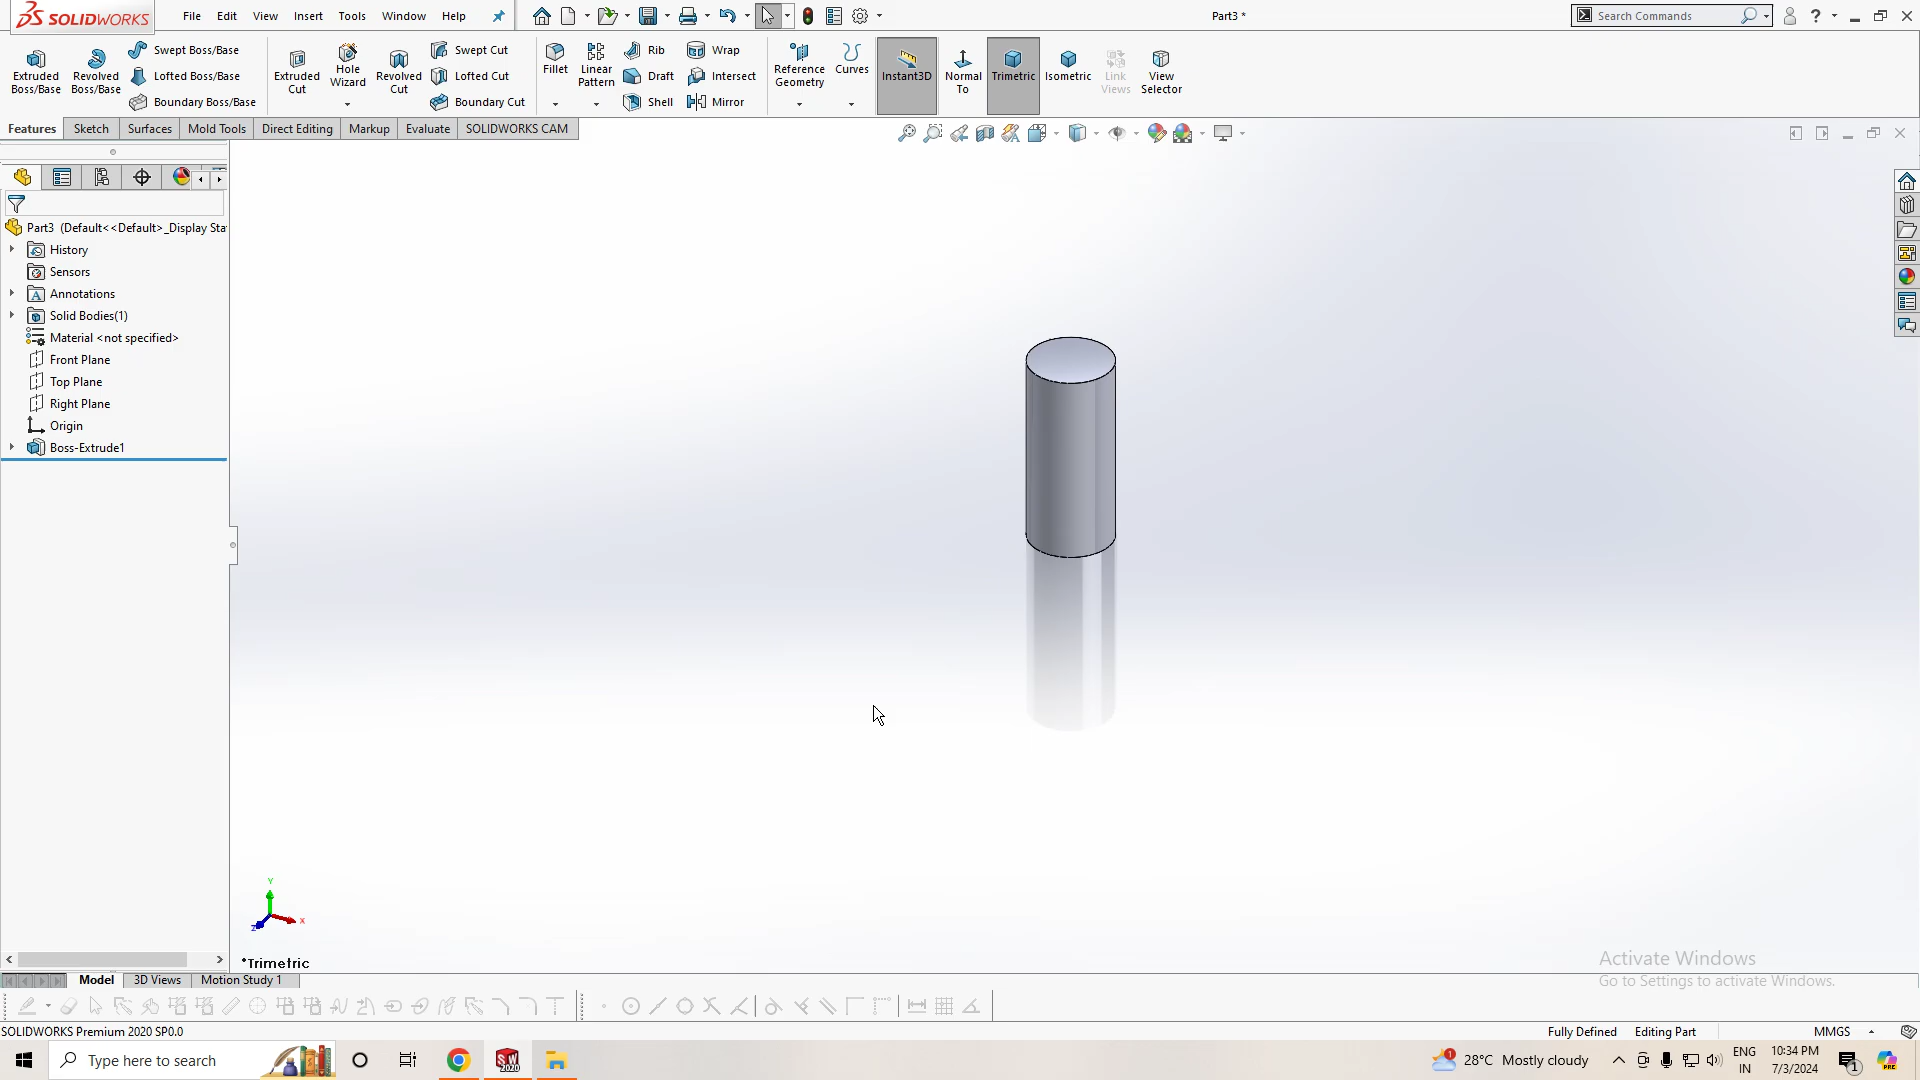 SOLIDWORKS File Edit View Insert Tools Window Help Part3 * Search Commands
Extruded Boss/Base
Revolved Boss/Base
Swept Boss/Base
Lofted Boss/Base
Boundary Boss/Base
Extruded Cut
Hole Wizard
Revolved Cut
Swept Cut
Lofted Cut
Boundary Cut
Fillet
Linear Pattern
Rib
Draft
Shell
Wrap
Intersect
Mirror
Reference Geometry
Curves
Instant3D
Normal To
Trimetric
Isometric
Link Views
View Selector
Features Sketch Surfaces Mold Tools Direct Editing Markup Evaluate SOLIDWORKS CAM
Part3 (Default<<Default>_Display Sta
History
Sensors
Annotations
Solid Bodies(1)
Material <not specified>
Front Plane
Top Plane
Right Plane
Origin
Boss-Extrude1
Y
X
Z
*Trimetric
Activate Windows
Go to Settings to activate Windows.
Model 3D Views Motion Study 1
SOLIDWORKS Premium 2020 SP0.0 Fully Defined Editing Part MMGS
Type here to search
SW 2020
1
28°C Mostly cloudy
ENG
IN
10:34 PM
7/3/2024
1
PRE